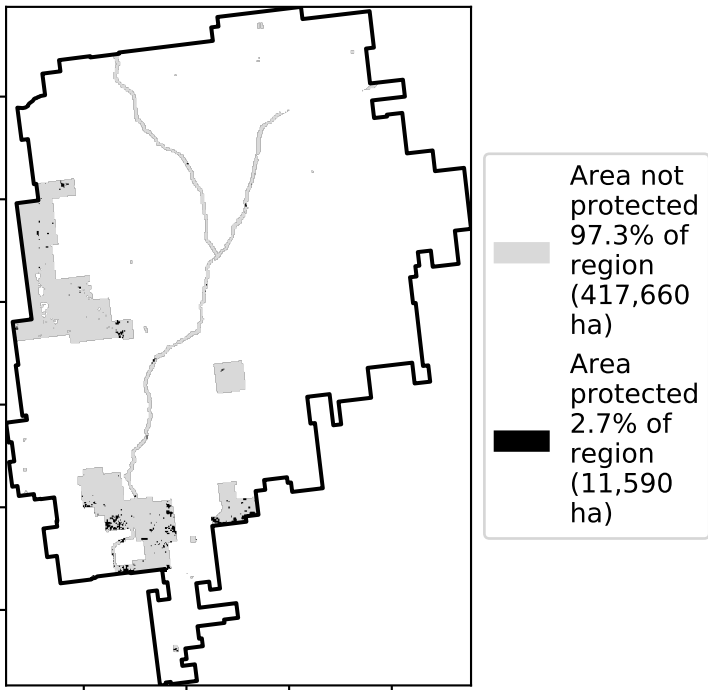 Area not
protected
97.3% of
region
(417,660
ha)
Area
protected
2.7% of
region
(11,590
ha)